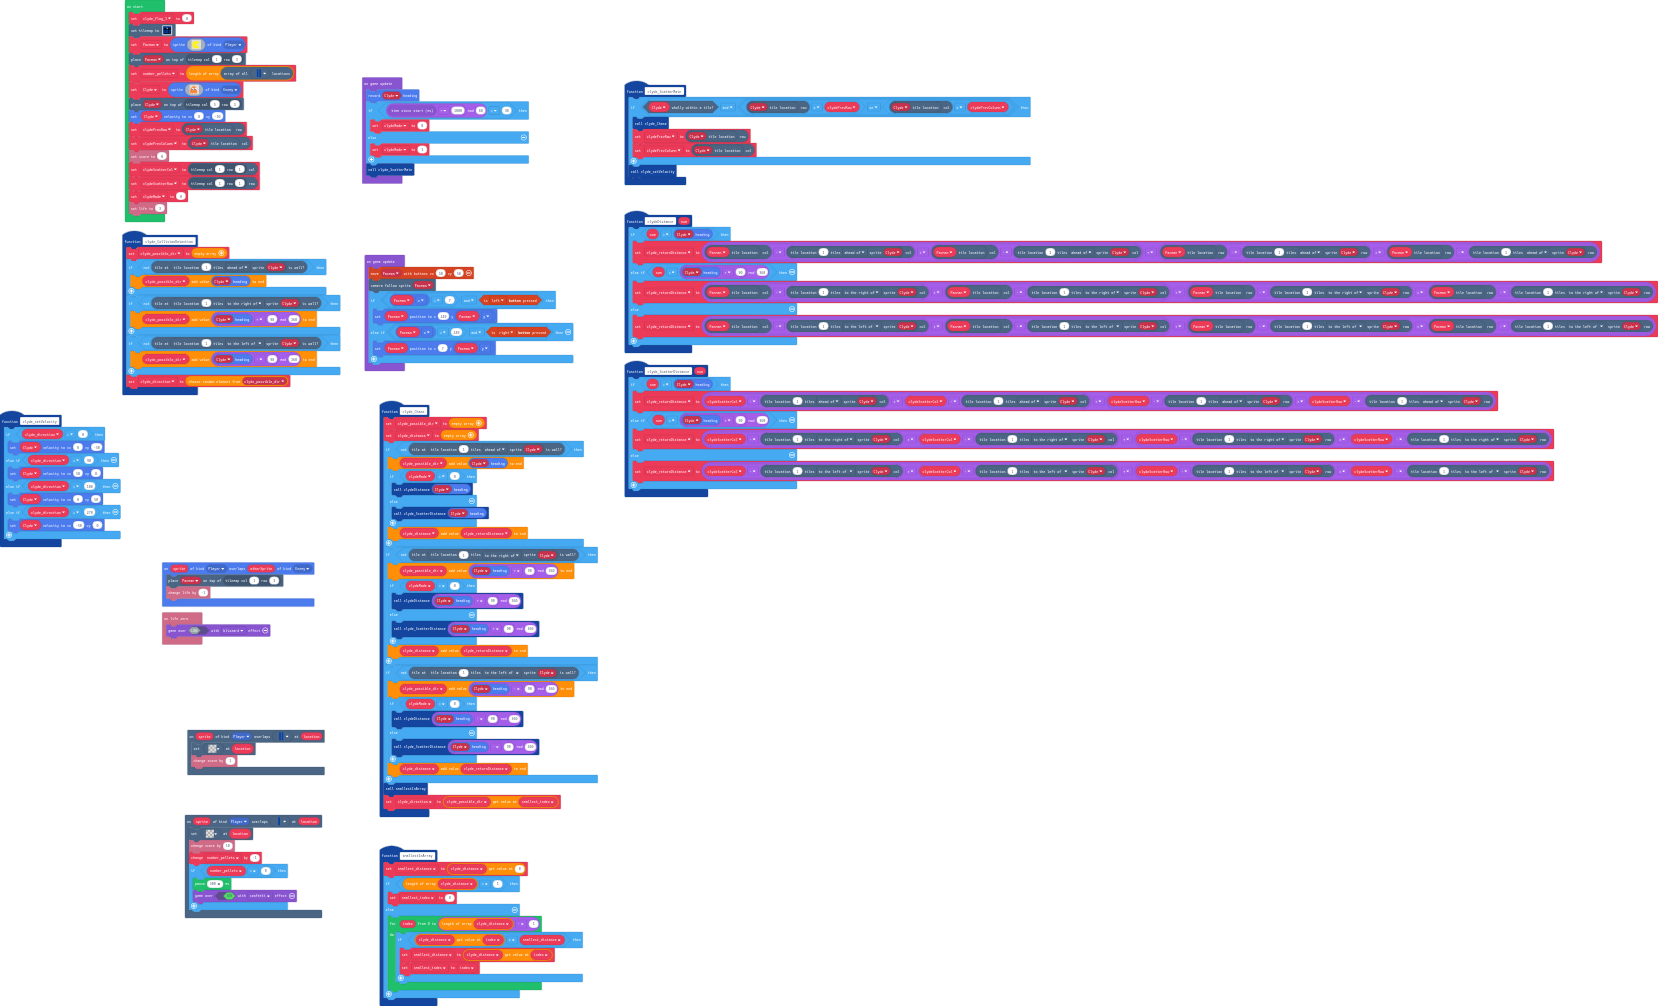 on start
set clyde_Flag_1 to 0
set tilemap to
set Pacman to sprite of kind Player
place Pacman on top of tilemap col 1 row
set number_pellets to length of array array of all locations
set Clyde to sprite of kind Enemy
place Clyde on top of tilemap col row
set Clyde velocity to vx 0 vy -50
set clydePrevRow to Clyde tile location row
set clydePrevColumn to Clyde tile location col
set score to 0
set clydeScatterCol to tilemap col 1 row 1 col
set clydeScatterRow to tilemap col 1 row 1 row
set clydeMode to 0
set life to 3
on game update
record Clyde heading
if time since start (ms) 1000 and 60 30 then
set clydeMode to 0
else
set clydeMode to 1
call clyde_ScatterMain
function clyde_ScatterMain
if Clyde wholly within a tile? and Clyde tile location row clydePrevRow or Clyde tile location col clydePrevColumn then
call clyde_Chase
set clydePrevRow to Clyde tile location row
set clydePrevColumn to Clyde tile location col
call clyde_setVelocity
function clyde_CollisionDetection
set clyde_possible_dir to empty array
if not tile at tile location 1 tiles ahead of sprite Clyde is wall? then
clyde_possible_dir add value Clyde heading to end
if not tile at tile location 1 tiles to the right of sprite Clyde is wall? then
clyde_possible_dir add value Clyde heading 90 and 360 to end
if not tile at tile location 1 tiles to the left of sprite Clyde is wall? then
clyde_possible_dir add value Clyde heading 90 and 360 to end
set clyde_direction to choose random element from clyde_possible_dir
on game update
move Pacman with buttons vx 50 vy 50
camera follow sprite Pacman
if Pacman x 7 and is left button pressed then
set Pacman position to x 189 y Pacman y
else if Pacman x 189 and is right button pressed then
set Pacman position to x 7 y Pacman y
function clydeDistance num
if num Clyde heading then
set clyde_returnDistance to Pacman tile location col tile location 1 tiles ahead of sprite Clyde col Pacman tile location col tile location 1 tiles ahead of sprite Clyde col Pacman tile location row tile location 1 tiles ahead of sprite Clyde row Pacman tile location row tile location 1 tiles ahead of sprite Clyde row
else if num Clyde heading 90 and 360 then
set clyde_returnDistance to Pacman tile location col tile location 1 tiles to the right of sprite Clyde col Pacman tile location col tile location 1 tiles to the right of sprite Clyde col Pacman tile location row tile location 1 tiles to the right of sprite Clyde row Pacman tile location row tile location 1 tiles to the right of sprite Clyde row
else
set clyde_returnDistance to Pacman tile location col tile location 1 tiles to the left of sprite Clyde col Pacman tile location col tile location 1 tiles to the left of sprite Clyde col Pacman tile location row tile location 1 tiles to the left of sprite Clyde row Pacman tile location row tile location 1 tiles to the left of sprite Clyde row
function clyde_ScatterDistance num
if num Clyde heading then
set clyde_returnDistance to clydeScatterCol tile location 1 tiles ahead of sprite Clyde col clydeScatterCol tile location 1 tiles ahead of sprite Clyde col clydeScatterRow tile location 1 tiles ahead of sprite Clyde row clydeScatterRow tile location 1 tiles ahead of sprite Clyde row
else if num Clyde heading 90 and 360 then
set clyde_returnDistance to clydeScatterCol tile location 1 tiles to the right of sprite Clyde col clydeScatterCol tile location 1 tiles to the right of sprite Clyde col clydeScatterRow tile location 1 tiles to the right of sprite Clyde row clydeScatterRow tile location 1 tiles to the right of sprite Clyde row
else
set clyde_returnDistance to clydeScatterCol tile location 1 tiles to the left of sprite Clyde col clydeScatterCol tile location 1 tiles to the left of sprite Clyde col clydeScatterRow tile location 1 tiles to the left of sprite Clyde row clydeScatterRow tile location 1 tiles to the left of sprite Clyde row
function clyde_setVelocity
if clyde_direction 0 then
set Clyde velocity to vx 0 vy -50
else if clyde_direction 90 then
set Clyde velocity to vx 50 vy 0
else if clyde_direction 180 then
set Clyde velocity to vx 0 vy 50
else if clyde_direction 270 then
set Clyde velocity to vx -50 vy 0
function clyde_Chase
set clyde_possible_dir to empty array
set clyde_distance to empty array
if not tile at tile location 1 tiles ahead of sprite Clyde is wall? then
clyde_possible_dir add value Clyde heading to end
if clydeMode 0 then
call clydeDistance Clyde heading
else
call clyde_ScatterDistance Clyde heading
clyde_distance add value clyde_returnDistance to end
if not tile at tile location 1 tiles to the right of sprite Clyde is wall? then
clyde_possible_dir add value Clyde heading 90 and 360 to end
if clydeMode 0 then
call clydeDistance Clyde heading 90 and 360
else
call clyde_ScatterDistance Clyde heading 90 and 360
clyde_distance add value clyde_returnDistance to end
if not tile at tile location 1 tiles to the left of sprite Clyde is wall? then
clyde_possible_dir add value Clyde heading 90 and 360 to end
if clydeMode 0 then
call clydeDistance Clyde heading 90 and 360
else
call clyde_ScatterDistance Clyde heading 90 and 360
clyde_distance add value clyde_returnDistance to end
call smallestInArray
set clyde_direction to clyde_possible_dir get value at smallest_index
on sprite of kind Player overlaps otherSprite of kind Enemy
place Pacman on top of tilemap col 1 row 1
change life by -1
on life zero
game over with blizzard effect
on sprite of kind Player overlaps at location
set at location
change score by 1
on sprite of kind Player overlaps at location
set at location
change score by 10
change number_pellets by -1
if number_pellets 0 then
pause 100 ms
game over with confetti effect
function smallestInArray
set smallest_distance to clyde_distance get value at 0
if length of array clyde_distance 1 then
set smallest_index to 0
else
for index from 0 to length of array clyde_distance 1
do
if clyde_distance get value at index smallest_distance then
set smallest_distance to clyde_distance get value at index
set smallest_index to index